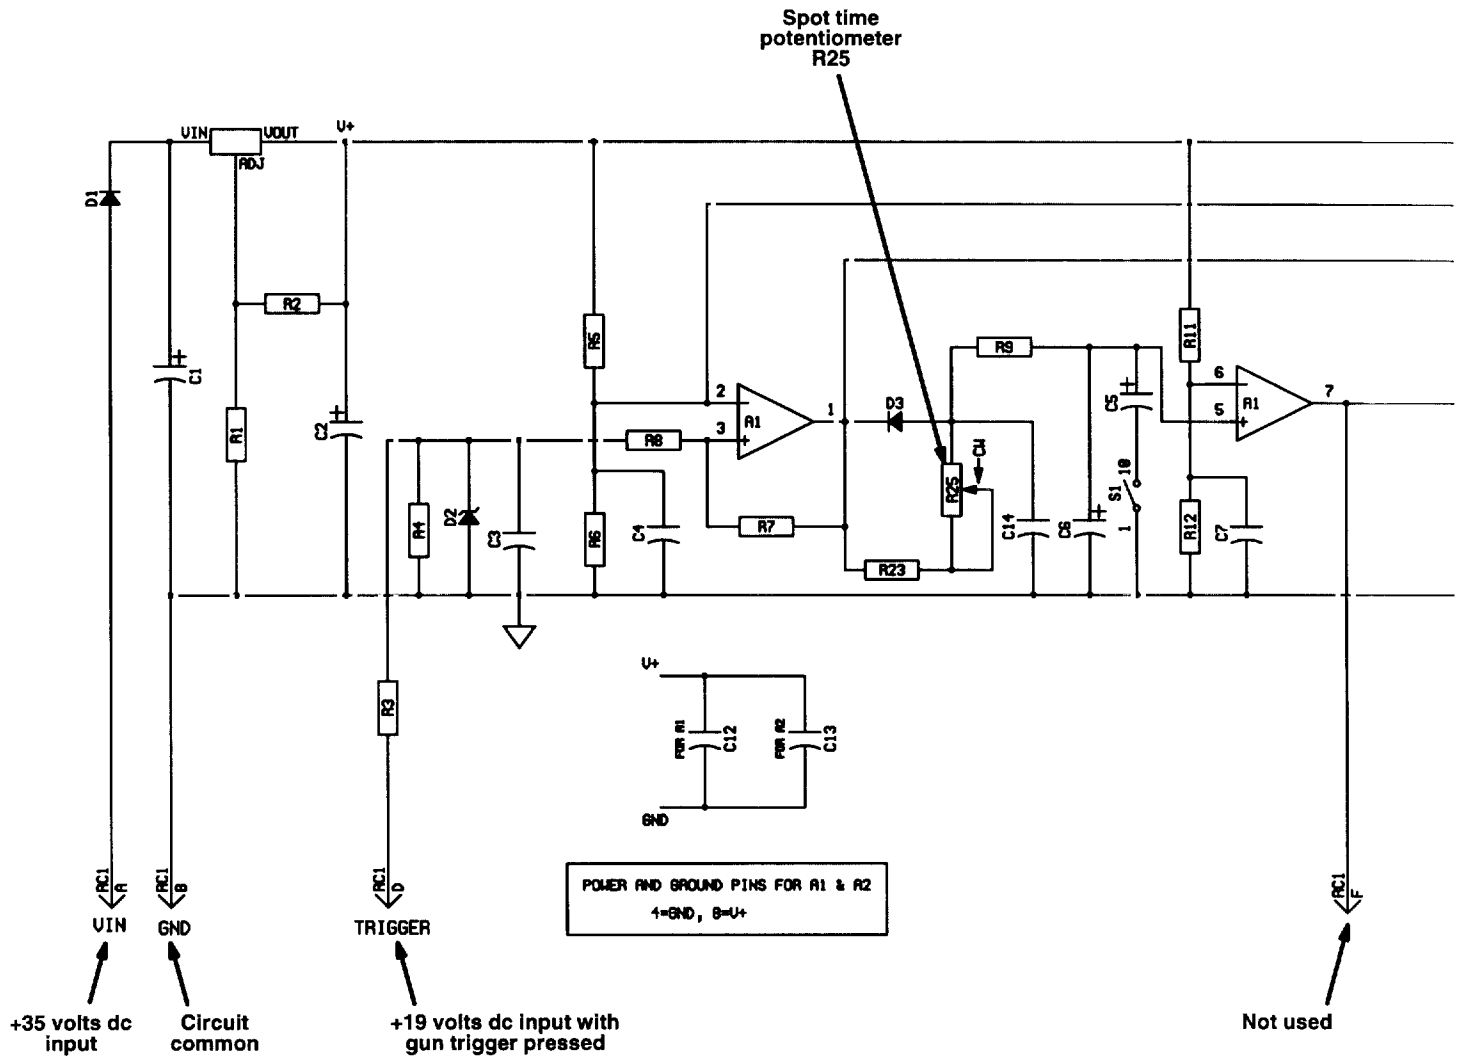 Spot time
potentiometer
R25
VIN
VOUT
V+
ADJ
D1
R2
R5
R11
C1
R9
2
A1
1
D3
6
A1
7
C5
5
R1
C2
R8
3
CW
R25
S1
10
R4
D2
C3
R6
C4
R7
C14
C6
1
R12
C7
R23
R3
V+
FOR A1
C12
FOR A2
C13
GND
RC1
A
RC1
B
RC1
D
POWER AND GROUND PINS FOR A1 & A2
4=GND, 8=V+
RC1
F
VIN
GND
TRIGGER
+35 volts dc
input
Circuit
common
+19 volts dc input with
gun trigger pressed
Not used